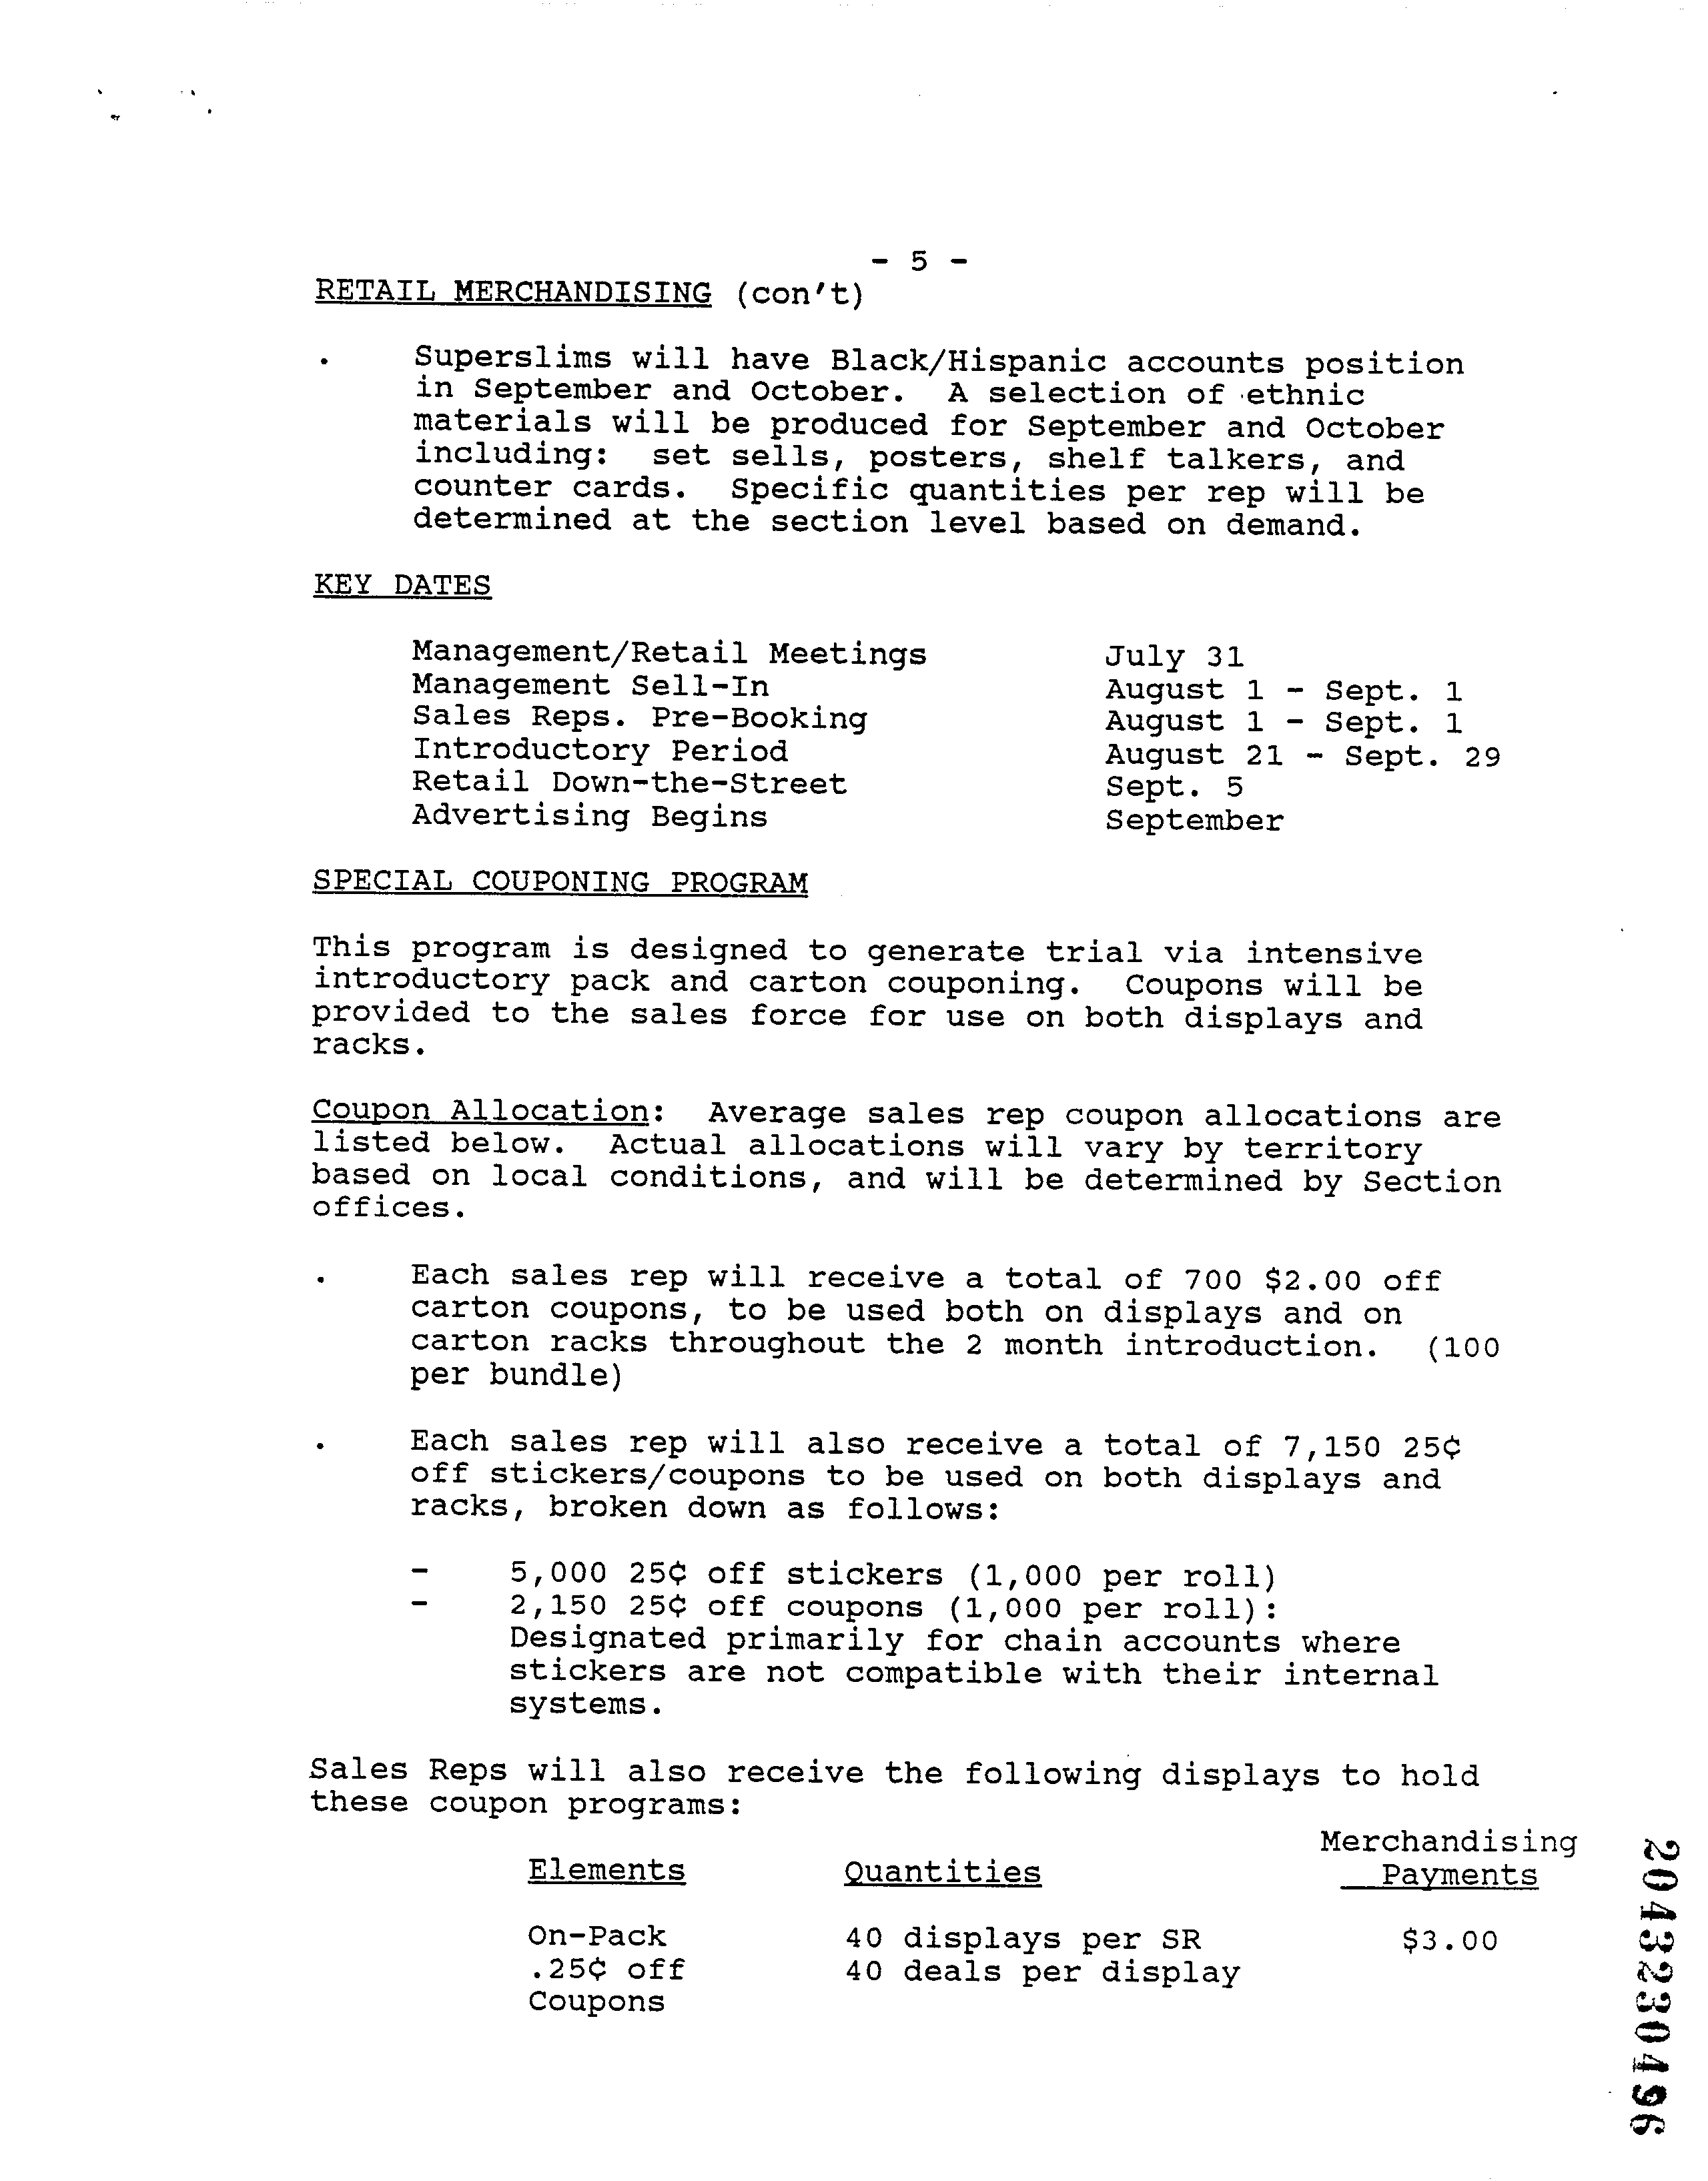 - 5 -
RETAIL MERCHANDISING (con't)
. Superslims will have Black/Hispanic accounts position
in September and October. A selection of ethnic
materials will be produced for September and October
including: set sells, posters, shelf talkers, and
counter cards. Specific quantities per rep will be
determined at the section level based on demand.
KEY DATES
Management/Retail Meetings July 31
Management Sell-In August 1 - Sept. 1
Sales Reps. Pre-Booking August 1 - Sept. 1
Introductory Period August 21 - Sept. 29
Retail Down-the-Street Sept. 5
Advertising Begins September
SPECIAL COUPONING PROGRAM
This program is designed to generate trial via intensive
introductory pack and carton couponing. Coupons will be
provided to the sales force for use on both displays and
racks.
Coupon Allocation: Average sales rep coupon allocations are
listed below. Actual allocations will vary by territory
based on local conditions, and will be determined by Section
offices.
. Each sales rep will receive a total of 700 $2.00 off
carton coupons, to be used both on displays and on
carton racks throughout the 2 month introduction. (100
per bundle)
. Each sales rep will also receive a total of 7,150 25¢
off stickers/coupons to be used on both displays and
racks, broken down as follows:
- 5,000 25¢ off stickers (1,000 per roll)
- 2,150 25¢ off coupons (1,000 per roll):
Designated primarily for chain accounts where
stickers are not compatible with their internal
systems.
Sales Reps will also receive the following displays to hold
these coupon programs:
Merchandising
Elements Quantities Payments
On-Pack 40 displays per SR $3.00
.25¢ off 40 deals per display
Coupons
2043230496